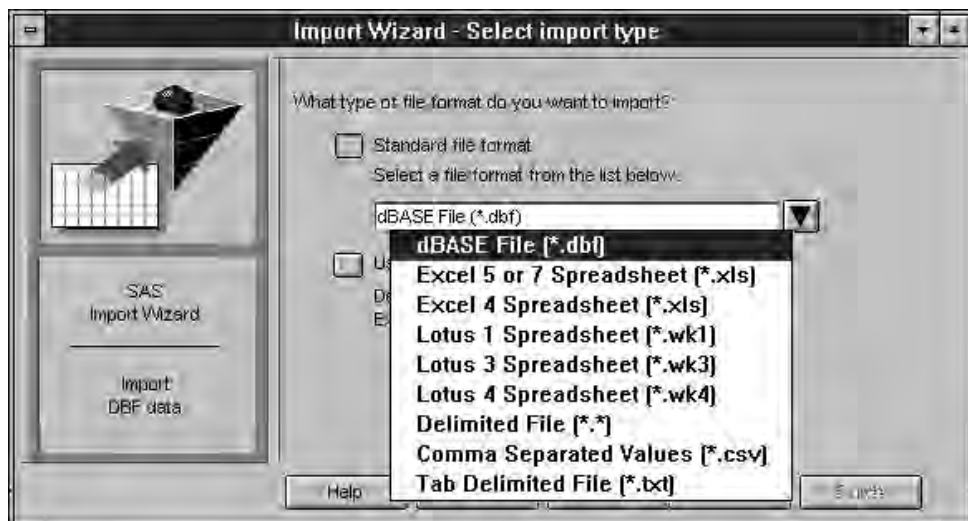 Import Wizard - Select import type
What type of file format do you want to import?
Standard file format
Select a file format from the list below.
dBASE File (*.dbf)
dBASE File (*.dbf)
Excel 5 or 7 Spreadsheet (*.xls)
Excel 4 Spreadsheet (*.xls)
Lotus 1 Spreadsheet (*.wk1)
Lotus 3 Spreadsheet (*.wk3)
Lotus 4 Spreadsheet (*.wk4)
Delimited File (*.*)
Comma Separated Values (*.csv)
Tab Delimited File (*.txt)
SAS
Import Wizard
Import
DBF data
Help